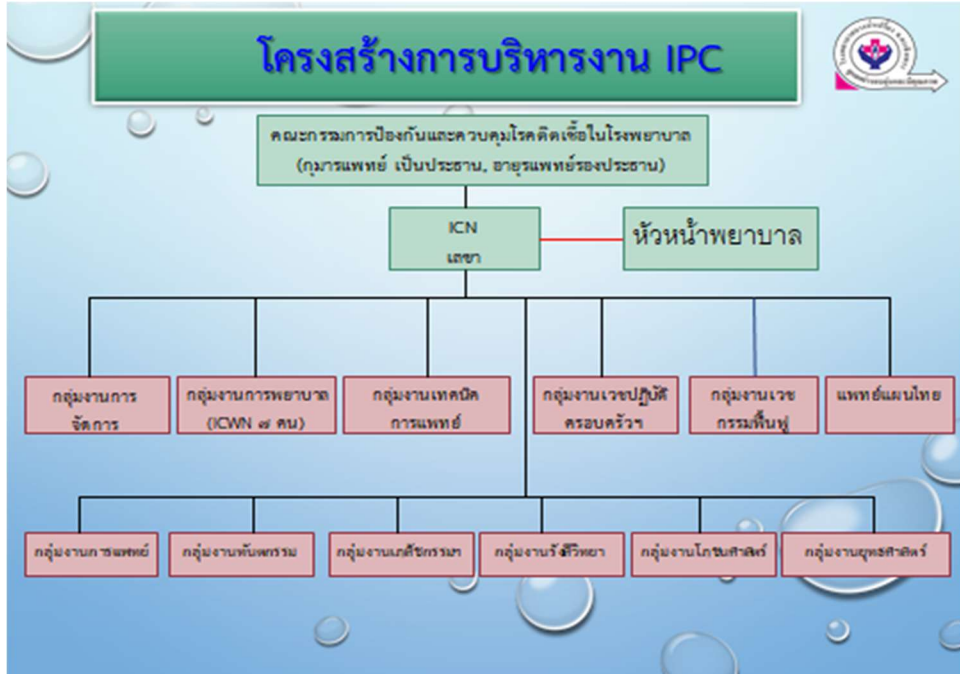 โครงสร้างการบริหารงาน IPC
คณะกรรมการป้องกันและควบคุมโรคติดเชื้อในโรงพยาบาล
(กุมารแพทย์ เป็นประธาน, อายุรแพทย์รองประธาน)
ICN
เลขา
หัวหน้าพยาบาล
กลุ่มงานการ
จัดการ
กลุ่มงานการพยาบาล
(ICWN ๗ คน)
กลุ่มงานเทคนิค
การแพทย์
กลุ่มงานเวชปฏิบัติ
ครอบครัวฯ
กลุ่มงานเวช
กรรมฟื้นฟู
แพทย์แผนไทย
กลุ่มงานการแพทย์
กลุ่มงานทันตกรรม
กลุ่มงานเภสัชกรรมฯ
กลุ่มงานรังสีวิทยา
กลุ่มงานโภชนศาสตร์
กลุ่มงานยุทธศาสตร์